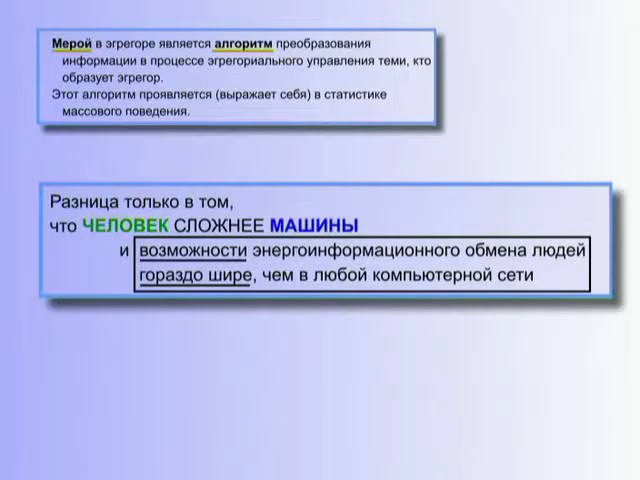 Мерой в эгрегоре является алгоритм преобразования
информации в процессе эгрегориального управления теми, кто
образует эгрегор.
Этот алгоритм проявляется (выражает себя) в статистике
массового поведения.
Разница только в том,
что ЧЕЛОВЕК СЛОЖНЕЕ МАШИНЫ
и возможности энергоинформационного обмена людей
гораздо шире, чем в любой компьютерной сети